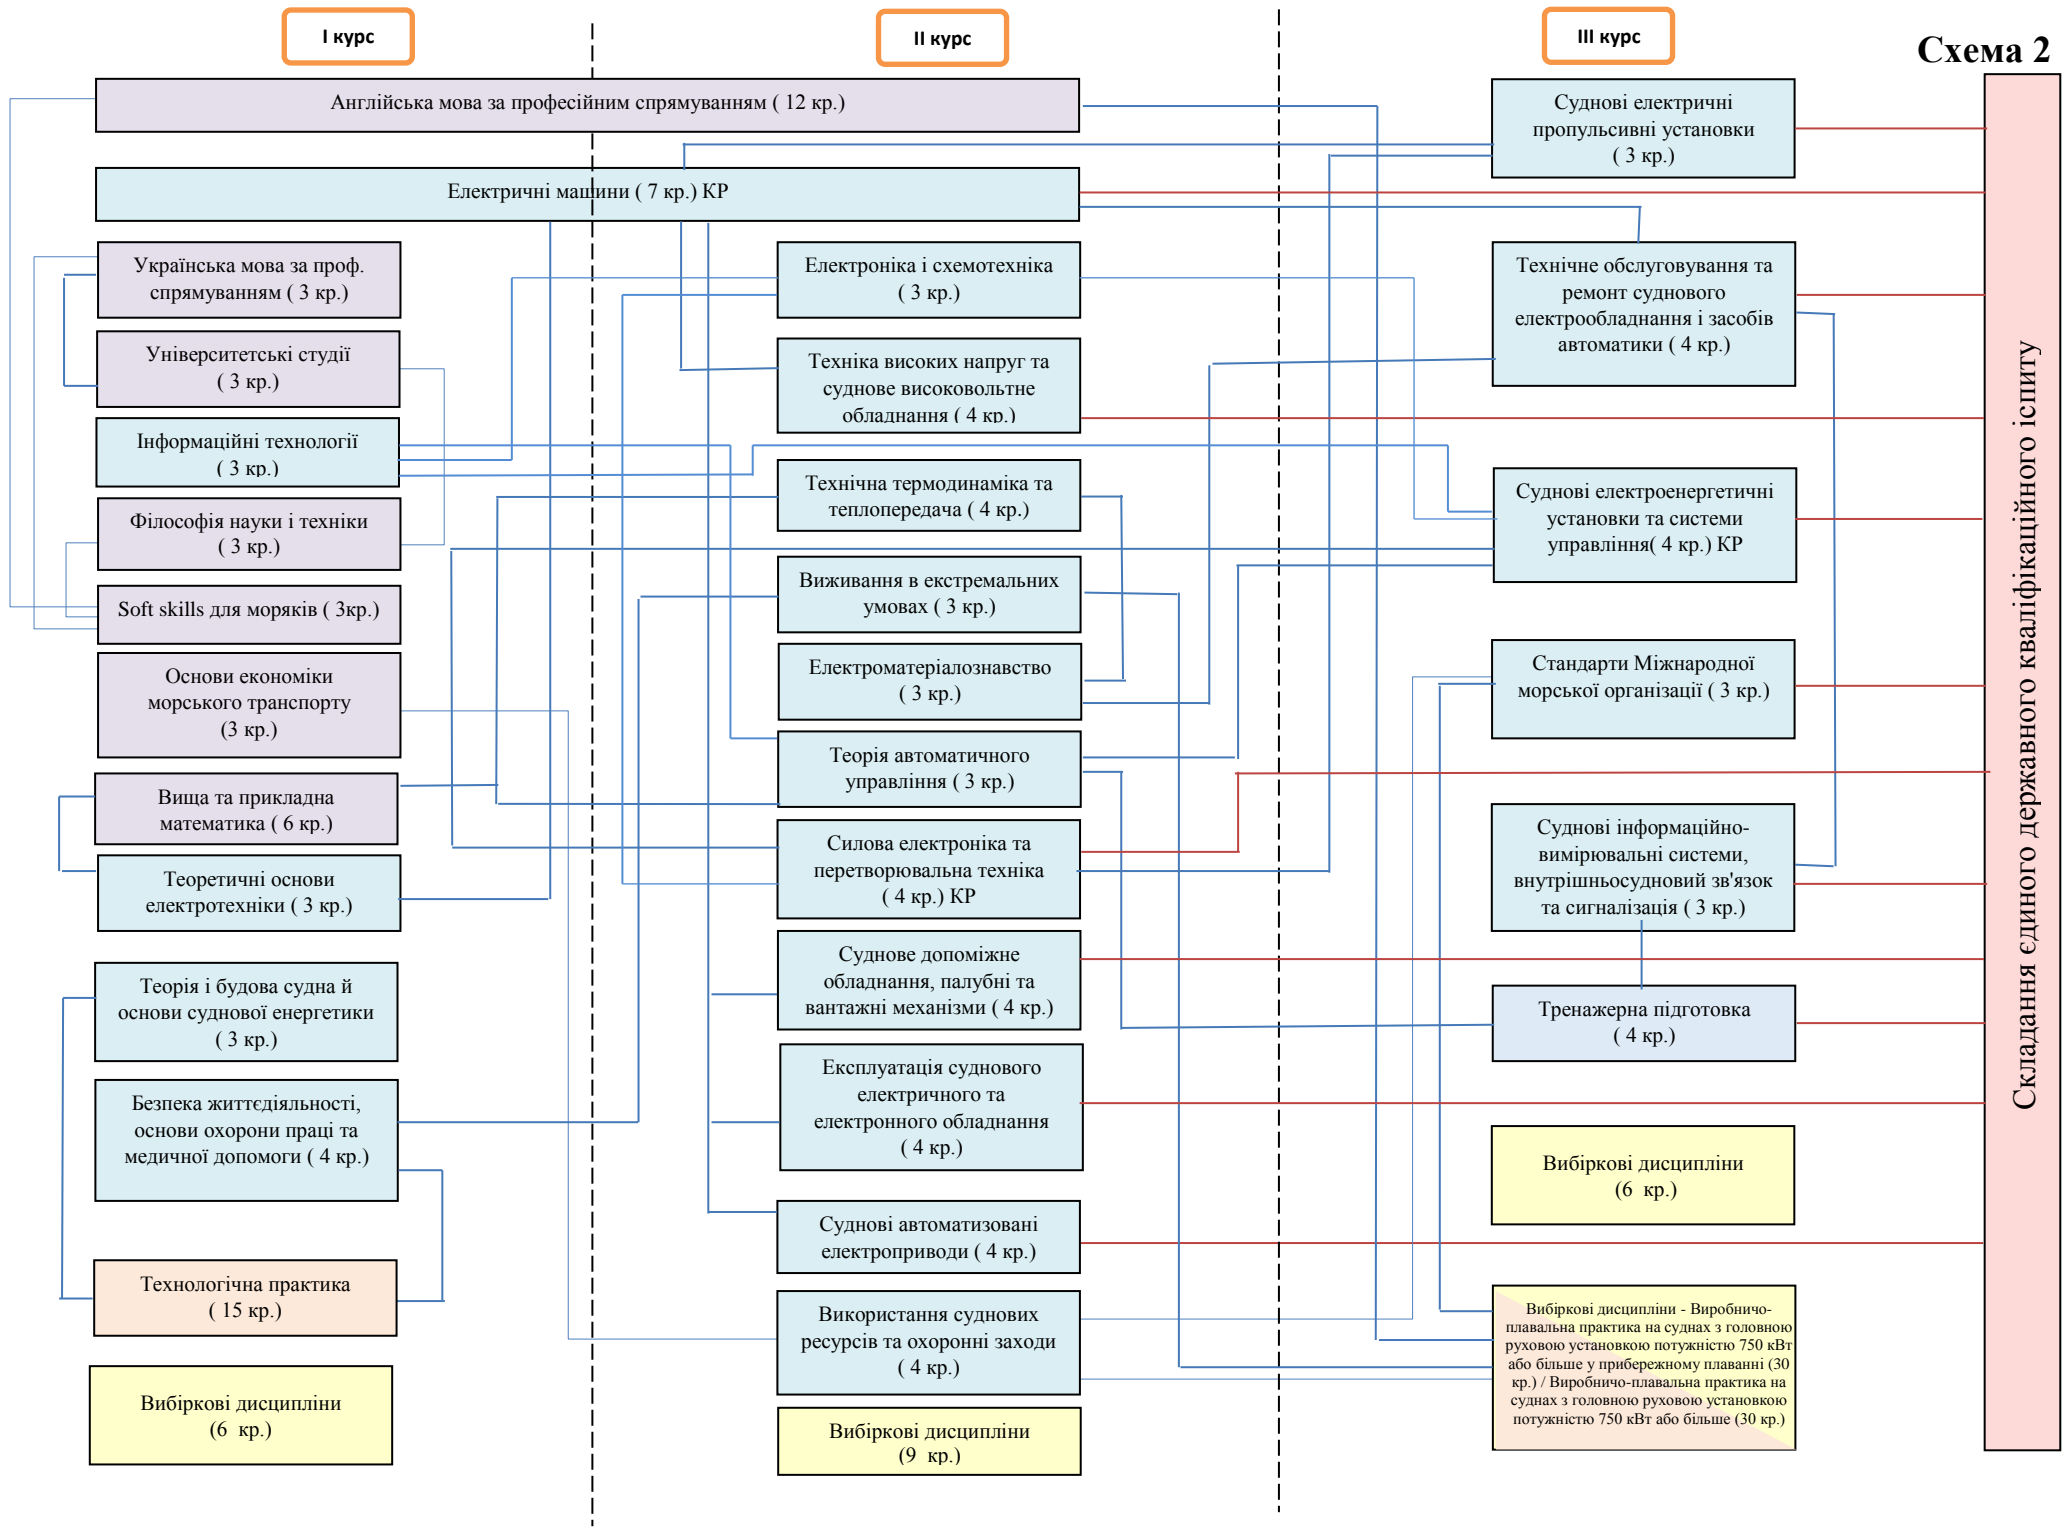 І курс
ІІ курс
ІІІ курс
Схема 2
Англійська мова за професійним спрямуванням ( 12 кр.)
Електричні машини ( 7 кр.) КР
Українська мова за проф.
спрямуванням ( 3 кр.)
Університетські студії
( 3 кр.)
Інформаційні технології
( 3 кр.)
Філософія науки і техніки
( 3 кр.)
Soft skills для моряків ( 3кр.)
Основи економіки
морського транспорту
(3 кр.)
Вища та прикладна
математика ( 6 кр.)
Теоретичні основи
електротехніки ( 3 кр.)
Теорія і будова судна й
основи суднової енергетики
( 3 кр.)
Безпека життєдіяльності,
основи охорони праці та
медичної допомоги ( 4 кр.)
Технологічна практика
( 15 кр.)
Вибіркові дисципліни
(6 кр.)
Електроніка і схемотехніка
( 3 кр.)
Техніка високих напруг та
суднове високовольтне
обладнання ( 4 кр.)
Технічна термодинаміка та
теплопередача ( 4 кр.)
Виживання в екстремальних
умовах ( 3 кр.)
Електроматеріалознавство
( 3 кр.)
Теорія автоматичного
управління ( 3 кр.)
Силова електроніка та
перетворювальна техніка
( 4 кр.) КР
Суднове допоміжне
обладнання, палубні та
вантажні механізми ( 4 кр.)
Експлуатація суднового
електричного та
електронного обладнання
( 4 кр.)
Суднові автоматизовані
електроприводи ( 4 кр.)
Використання суднових
ресурсів та охоронні заходи
( 4 кр.)
Вибіркові дисципліни
(9 кр.)
Суднові електричні
пропульсивні установки
( 3 кр.)
Технічне обслуговування та
ремонт суднового
електрообладнання і засобів
автоматики ( 4 кр.)
Суднові електроенергетичні
установки та системи
управління( 4 кр.) КР
Стандарти Міжнародної
морської організації ( 3 кр.)
Суднові інформаційно-
вимірювальні системи,
внутрішньосудновий зв'язок
та сигналізація ( 3 кр.)
Тренажерна підготовка
( 4 кр.)
Вибіркові дисципліни
(6 кр.)
Вибіркові дисципліни - Виробничо-
плавальна практика на суднах з головною
руховою установкою потужністю 750 кВт
або більше у прибережному плаванні (30
кр.) / Виробничо-плавальна практика на
суднах з головною руховою установкою
потужністю 750 кВт або більше (30 кр.)
Складання єдиного державного кваліфікаційного іспиту